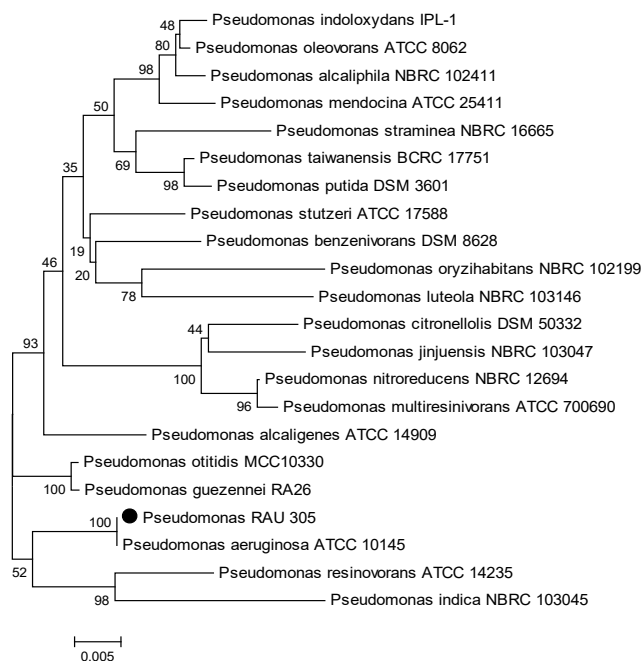 Pseudomonas indoloxydans IPL-1
48
Pseudomonas oleovorans ATCC 8062
80
Pseudomonas alcaliphila NBRC 102411
98
Pseudomonas mendocina ATCC 25411
50
Pseudomonas straminea NBRC 16665
Pseudomonas taiwanensis BCRC 17751
69
98
Pseudomonas putida DSM 3601
35
Pseudomonas stutzeri ATCC 17588
Pseudomonas benzenivorans DSM 8628
19
46
20
Pseudomonas oryzihabitans NBRC 102199
78
Pseudomonas luteola NBRC 103146
Pseudomonas citronellolis DSM 50332
44
93
Pseudomonas jinjuensis NBRC 103047
100
Pseudomonas nitroreducens NBRC 12694
96
Pseudomonas multiresinivorans ATCC 700690
Pseudomonas alcaligenes ATCC 14909
Pseudomonas otitidis MCC10330
100
Pseudomonas guezennei RA26
Pseudomonas RAU 305
100
Pseudomonas aeruginosa ATCC 10145
52
Pseudomonas resinovorans ATCC 14235
98
Pseudomonas indica NBRC 103045
0.005